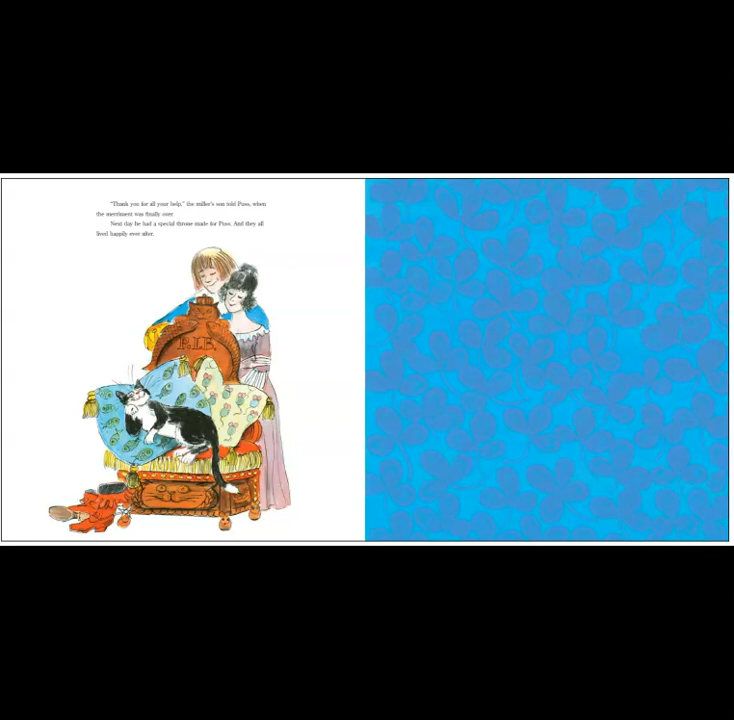 "Thank you for all your help," the miller's son told Puss, when
the merriment was finally over.
Next day he had a special throne made for Puss. And they all
lived happily ever after.
P.I.B.